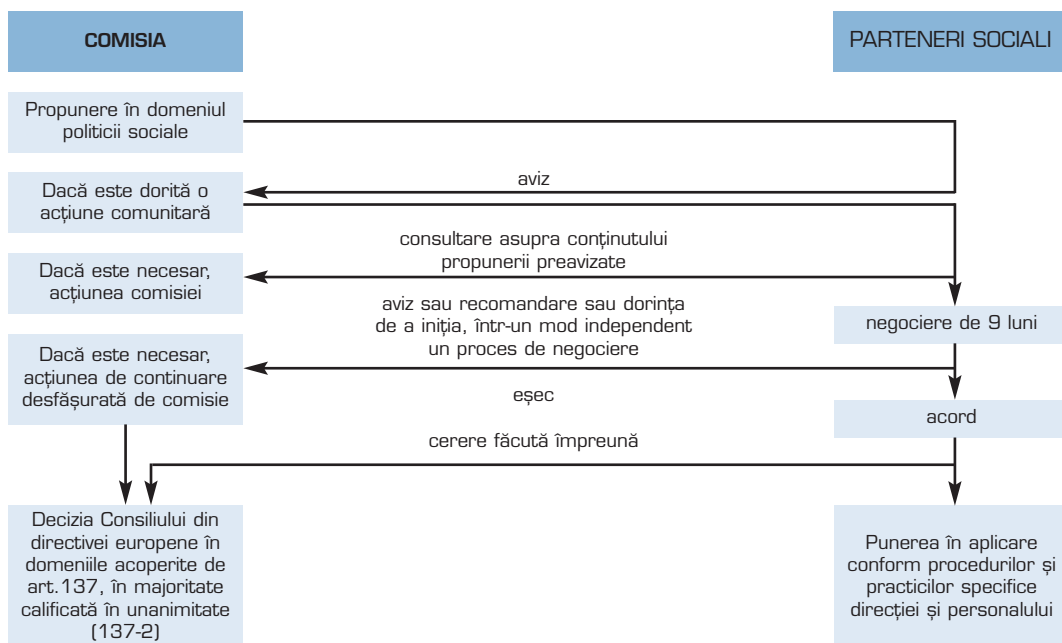 COMISIA
PARTENERI SOCIALI
Propunere în domeniul
politicii sociale
aviz
Dacă este dorită o
acțiune comunitară
consultare asupra conținutului
propunerii preavizate
Dacă este necesar,
acțiunea comisiei
aviz sau recomandare sau dorința
de a iniția, într-un mod independent
un proces de negociere
negociere de 9 luni
Dacă este necesar,
acțiunea de continuare
desfășurată de comisie
eșec
acord
cerere făcută împreună
Decizia Consiliului din
directivei europene în
domeniile acoperite de
art.137, în majoritate
calificată în unanimitate
(137-2)
Punerea în aplicare
conform procedurilor și
practicilor specifice
direcției și personalului